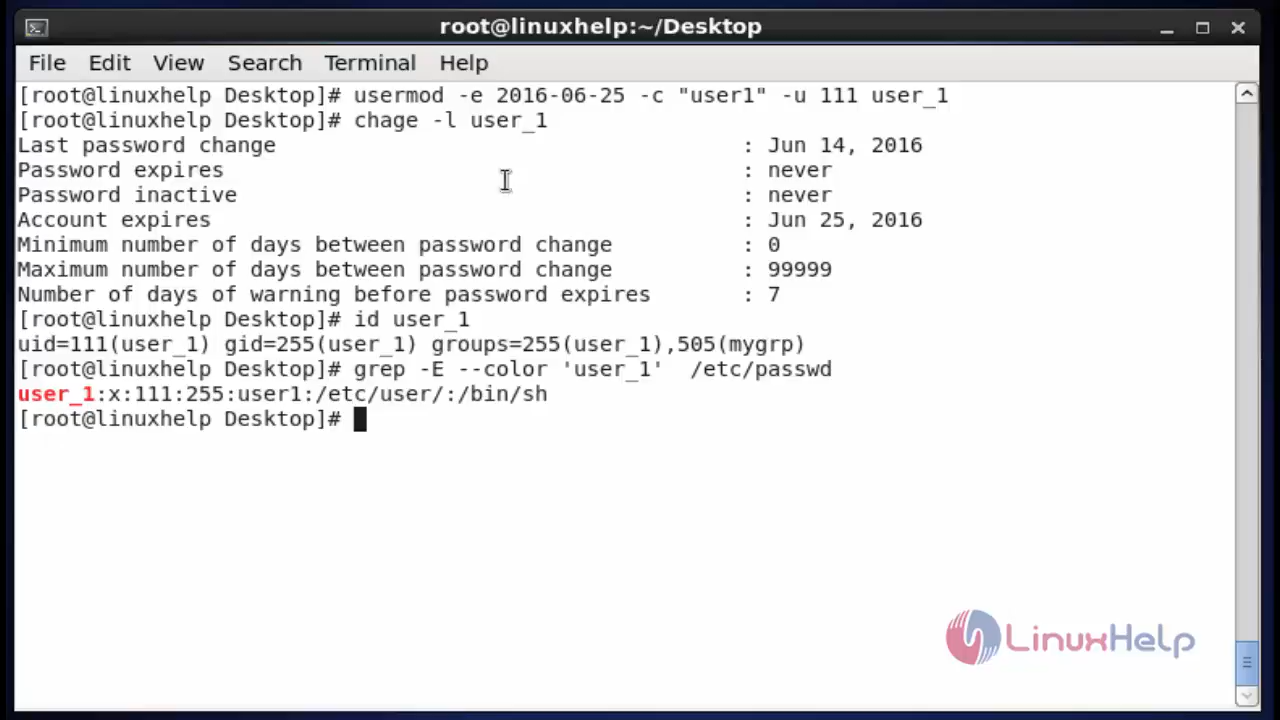 root@linuxhelp:~/Desktop
File Edit View Search Terminal Help
[root@linuxhelp Desktop]# usermod -e 2016-06-25 -c "user1" -u 111 user_1
[root@linuxhelp Desktop]# chage -l user_1
Last password change : Jun 14, 2016
Password expires : never
Password inactive : never
Account expires : Jun 25, 2016
Minimum number of days between password change : 0
Maximum number of days between password change : 99999
Number of days of warning before password expires : 7
[root@linuxhelp Desktop]# id user_1
uid=111(user_1) gid=255(user_1) groups=255(user_1),505(mygrp)
[root@linuxhelp Desktop]# grep -E --color 'user_1'  /etc/passwd
user_1:x:111:255:user1:/etc/user/:/bin/sh
[root@linuxhelp Desktop]#
LinuxHelp